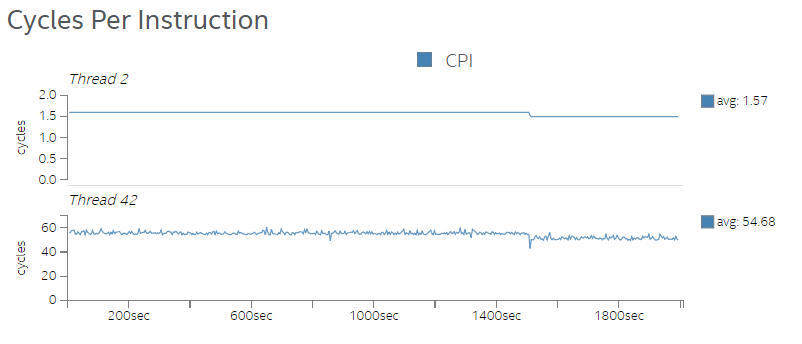 Cycles Per Instruction
CPI
Thread 2
2.0
1.5
1.0
0.5
0.0
cycles
avg: 1.57
Thread 42
60
40
20
0
cycles
avg: 54.68
200sec 600sec 1000sec 1400sec 1800sec